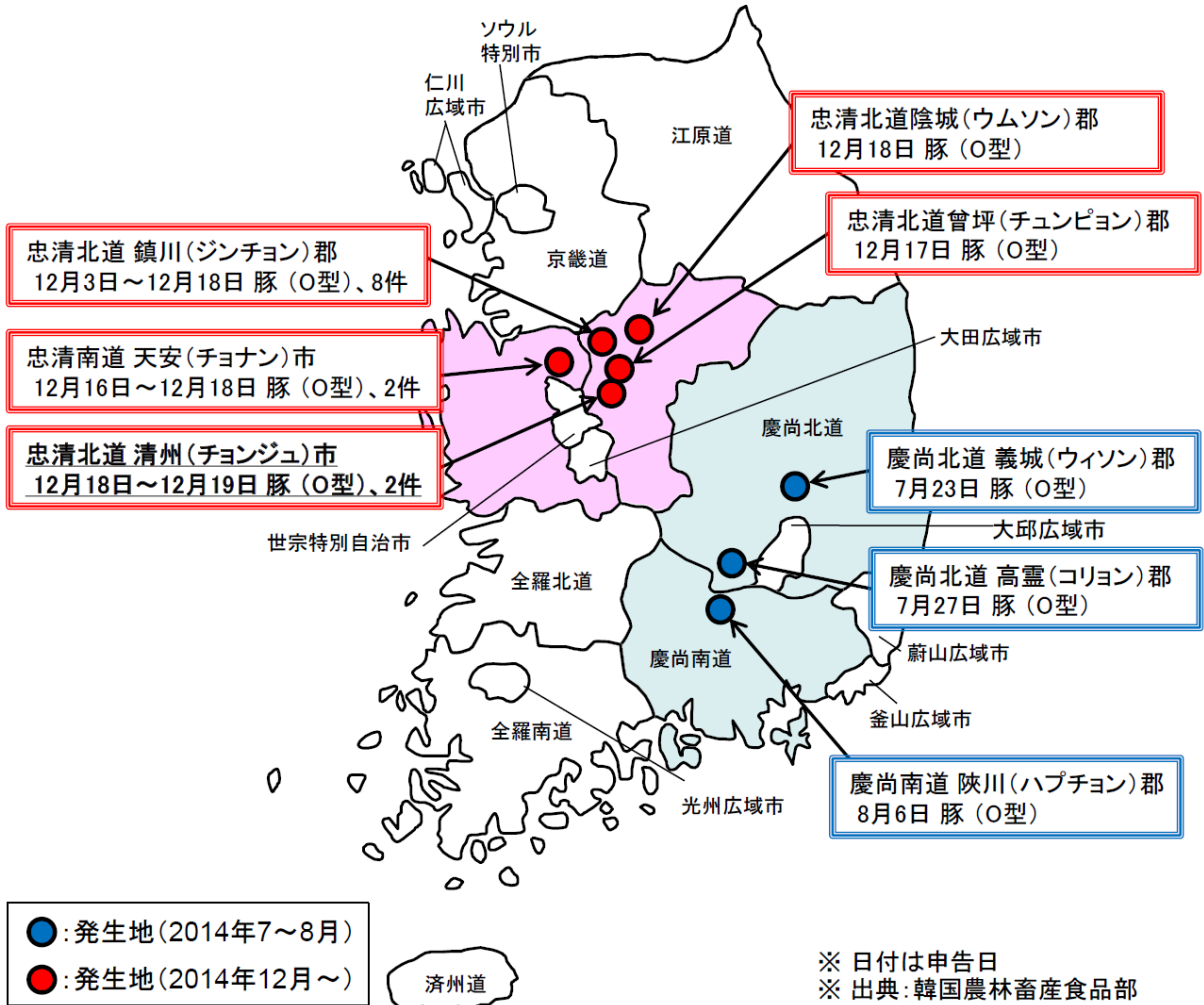 ソウル
特別市
仁川
広域市
江原道
忠清北道陰城(ウムソン)郡
12月18日 豚 (O型)
忠清北道曾坪(チュンピョン)郡
12月17日 豚 (O型)
忠清北道 鎮川(ジンチョン)郡
12月3日～12月18日 豚 (O型)、8件
京畿道
大田広域市
忠清南道 天安(チョナン)市
12月16日～12月18日 豚 (O型)、2件
忠清北道 清州(チョンジュ)市
12月18日～12月19日 豚 (O型)、2件
慶尚北道
慶尚北道 義城(ウィソン)郡
7月23日 豚 (O型)
世宗特別自治市
大邱広域市
全羅北道
慶尚北道 高霊(コリョン)郡
7月27日 豚 (O型)
慶尚南道
蔚山広域市
釜山広域市
全羅南道
光州広域市
慶尚南道 陜川(ハプチョン)郡
8月6日 豚 (O型)
:発生地(2014年7～8月)
:発生地(2014年12月～)
済州道
※ 日付は申告日
※ 出典:韓国農林畜産食品部